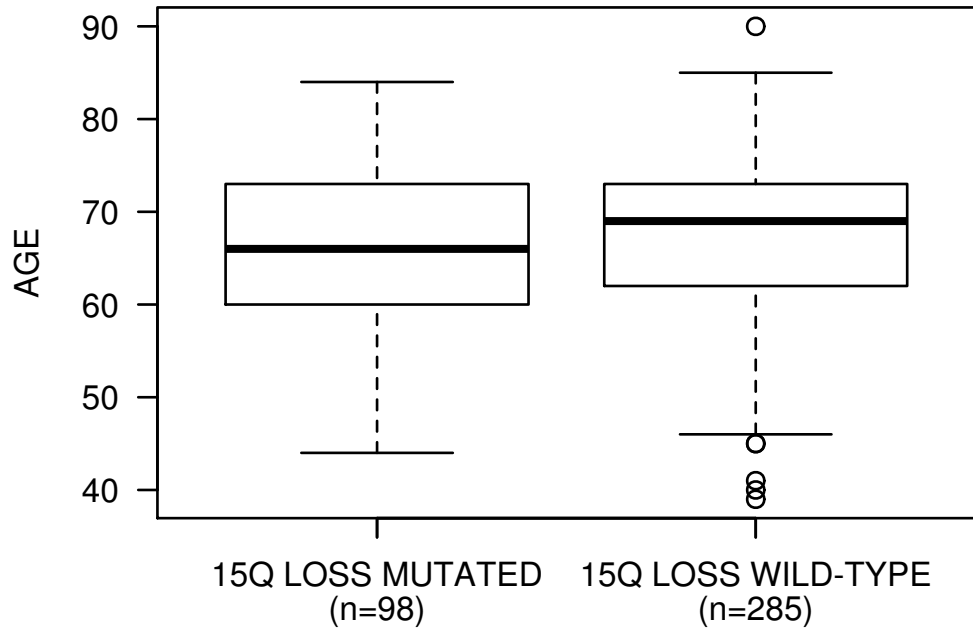 90
80
70
60
50
40
AGE
15Q LOSS MUTATED
(n=98)
15Q LOSS WILD-TYPE
(n=285)